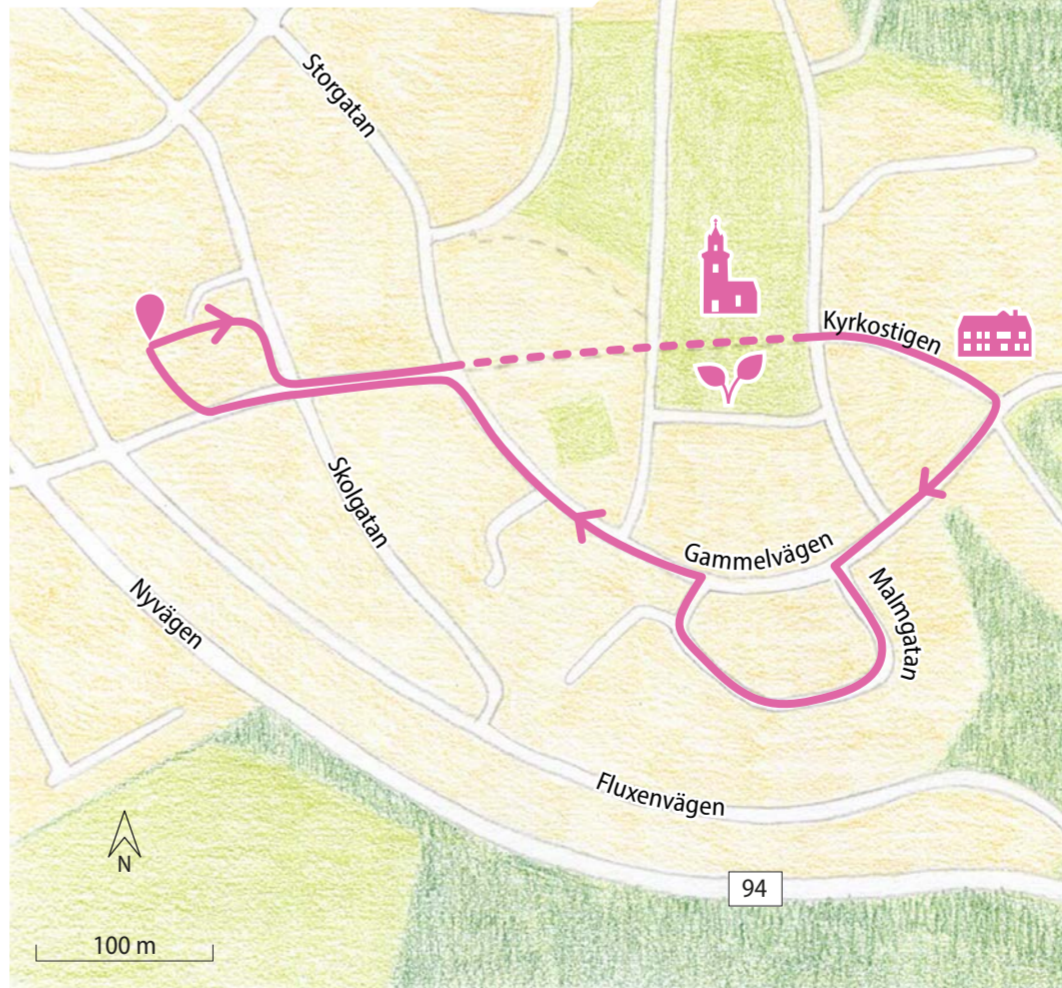 Storgatan
Kyrkostigen
Skolgatan
Gammelvägen
Malmgatan
Nyvägen
Fluxenvägen
N
94
100 m